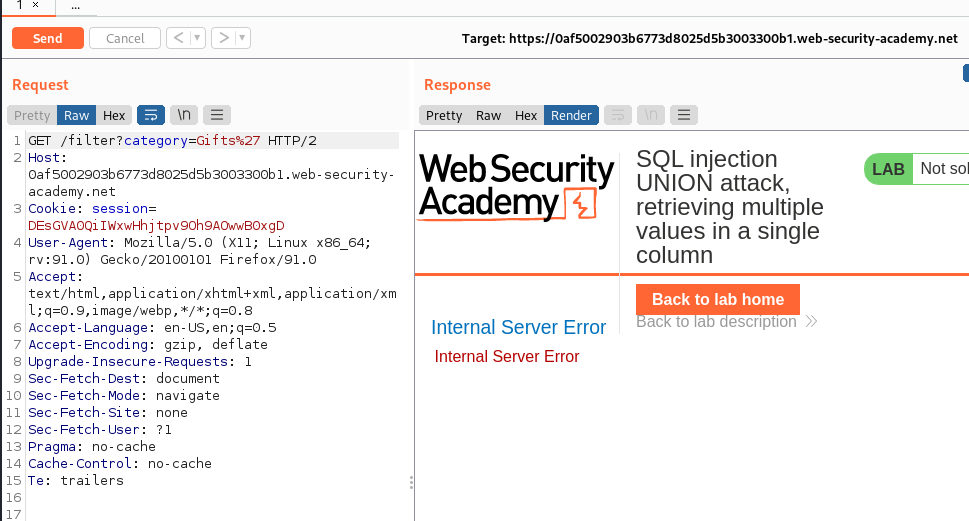 1 ×
...
Send
Cancel
<
>
Target: https://0af5002903b6773d8025d5b3003300b1.web-security-academy.net
Request
Pretty
Raw
Hex
\n
1 GET /filter?category=Gifts%27 HTTP/2
2 Host:
0af5002903b6773d8025d5b3003300b1.web-security-
academy.net
3 Cookie: session=
DEsGVA0QiIWxwHhjtpv9Oh9AOwwB0xgD
4 User-Agent: Mozilla/5.0 (X11; Linux x86_64;
rv:91.0) Gecko/20100101 Firefox/91.0
5 Accept:
text/html,application/xhtml+xml,application/xm
l;q=0.9,image/webp,*/*;q=0.8
6 Accept-Language: en-US,en;q=0.5
7 Accept-Encoding: gzip, deflate
8 Upgrade-Insecure-Requests: 1
9 Sec-Fetch-Dest: document
10 Sec-Fetch-Mode: navigate
11 Sec-Fetch-Site: none
12 Sec-Fetch-User: ?1
13 Pragma: no-cache
14 Cache-Control: no-cache
15 Te: trailers
16
17
Response
Pretty
Raw
Hex
Render
\n
Web Security
Academy
SQL injection
UNION attack,
retrieving multiple
values in a single
column
LAB
Not sol
Back to lab home
Back to lab description
Internal Server Error
Internal Server Error